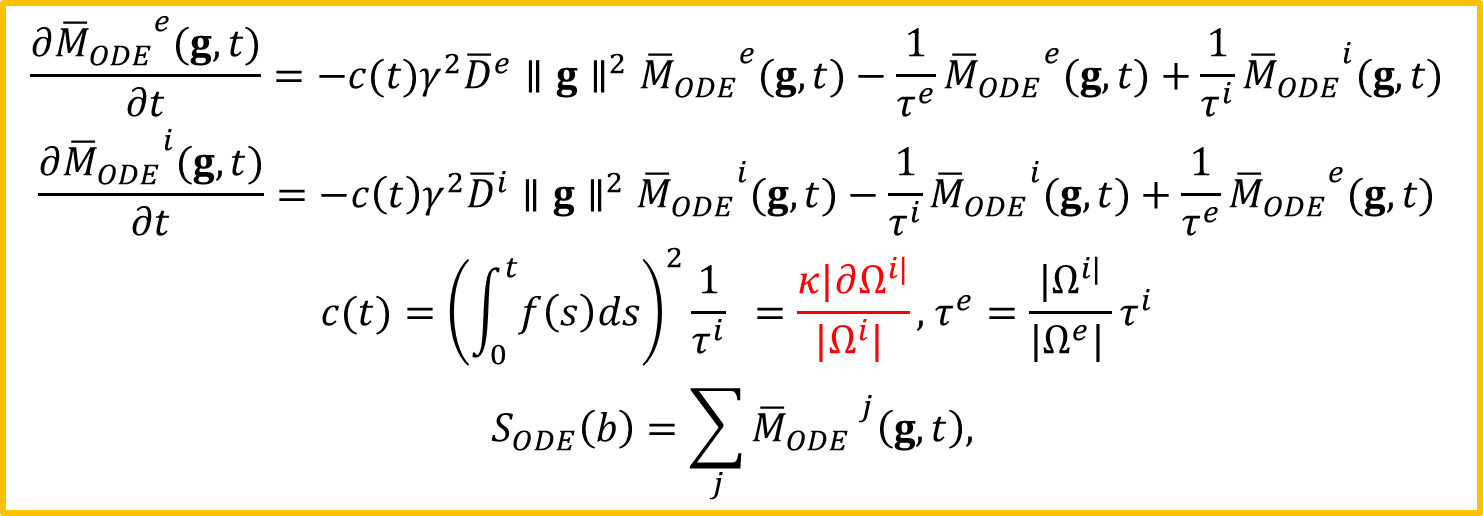 ∂M̄_ODE^e(𝐠, t)/∂t = −c(t)γ²D̄^e ∥ 𝐠 ∥² M̄_ODE^e(𝐠, t) − 1/τ^e M̄_ODE^e(𝐠, t) + 1/τ^i M̄_ODE^i(𝐠, t)
∂M̄_ODE^i(𝐠, t)/∂t = −c(t)γ²D̄^i ∥ 𝐠 ∥² M̄_ODE^i(𝐠, t) − 1/τ^i M̄_ODE^i(𝐠, t) + 1/τ^e M̄_ODE^e(𝐠, t)
c(t) = (∫_0^t f(s)ds)² 1/τ^i = κ|∂Ω^i|/|Ω^i|, τ^e = |Ω^i|/|Ω^e| τ^i
S_ODE(b) = ∑_j M̄_ODE^j(𝐠, t),